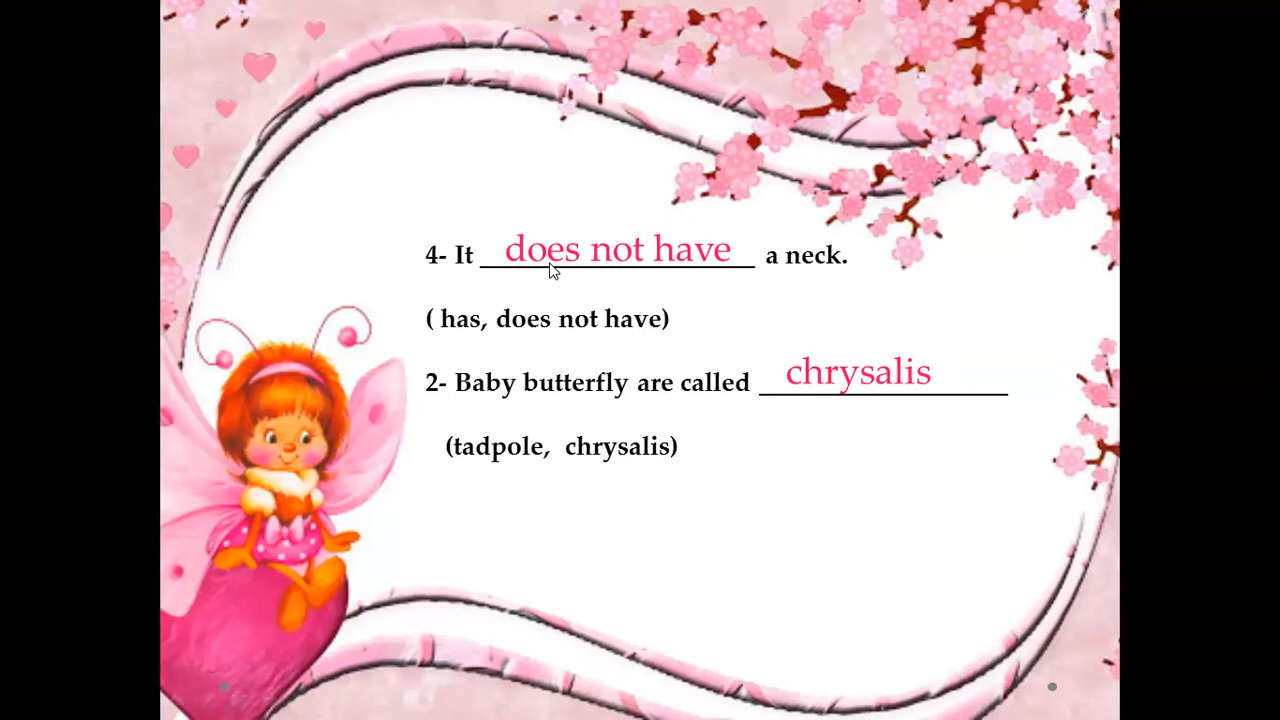 4- It does not have a neck.
( has, does not have)
2- Baby butterfly are called chrysalis
(tadpole, chrysalis)